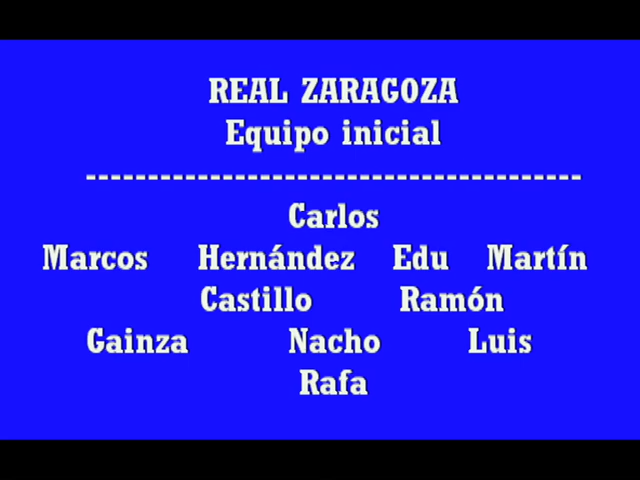 REAL ZARAGOZA
Equipo inicial
----------------------------------------
Carlos
Marcos Hernández Edu Martín
Castillo Ramón
Gainza Nacho Luis
Rafa